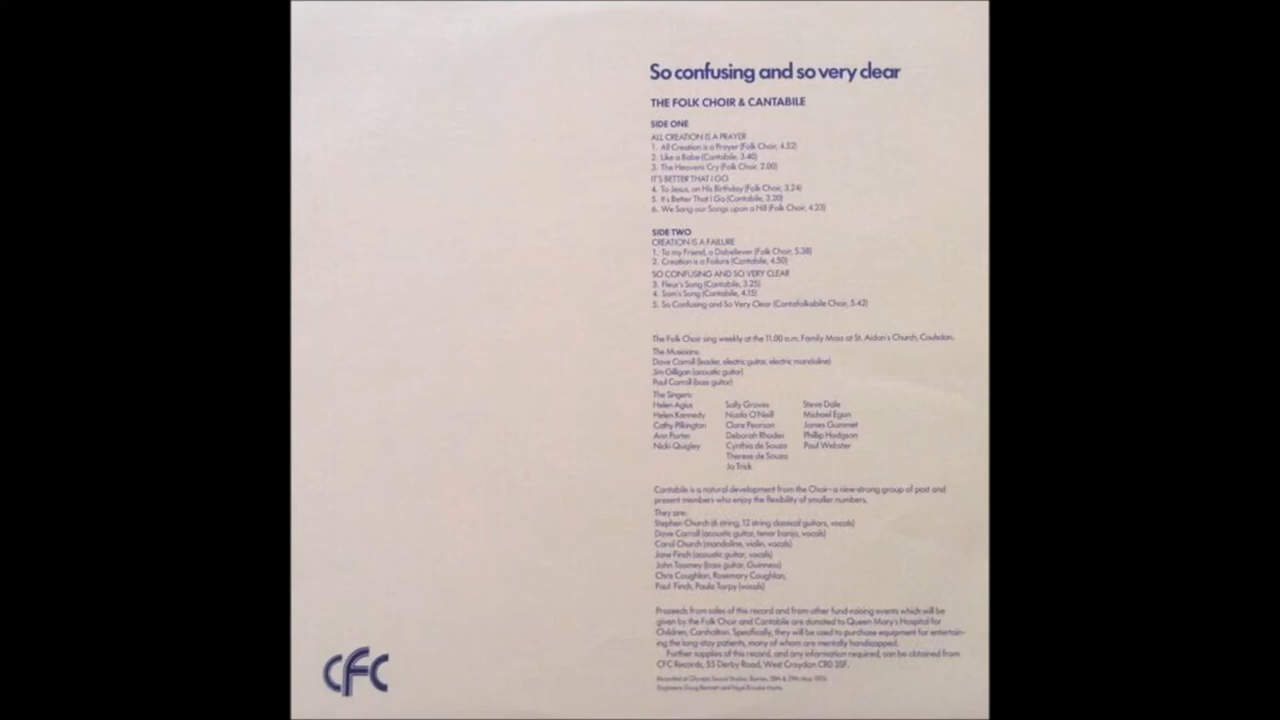 So confusing and so very clear
THE FOLK CHOIR & CANTABILE
SIDE ONE
ALL CREATION IS A PRAYER
1. All Creation is a Prayer (Folk Choir, 4.52)
2. Like a Babe (Cantabile, 3.40)
3. The Heavens Cry (Folk Choir, 2.00)
IT'S BETTER THAT I GO
4. To Jesus, on His Birthday (Folk Choir, 3.24)
5. It's Better That I Go (Cantabile, 3.20)
6. We Sang our Songs upon a Hill (Folk Choir, 4.23)
SIDE TWO
CREATION IS A FAILURE
1. To my Friend, a Disbeliever (Folk Choir, 5.38)
2. Creation is a Failure (Cantabile, 4.50)
SO CONFUSING AND SO VERY CLEAR
3. Fleur's Song (Cantabile, 3.25)
4. Sam's Song (Cantabile, 4.15)
5. So Confusing and So Very Clear (Cantafolkabile Choir, 5.42)
The Folk Choir sing weekly at the 11.00 a.m. Family Mass at St. Aidan's Church, Coulsdon.
The Musicians:
Dave Carroll (leader, electric guitar, electric mandoline)
Jim Gilligan (acoustic guitar)
Paul Carroll (bass guitar)
The Singers:
Helen Agius Sally Groves Steve Dale
Helen Kennedy Nuala O'Neill Michael Egan
Cathy Pilkington Clare Pearson James Gummet
Ann Porter Deborah Rhodes Phillip Hodgson
Nicki Quigley Cynthia de Souza Paul Webster
Therese de Souza
Jo Trick
Cantabile is a natural development from the Choir—a nine-strong group of past and
present members who enjoy the flexibility of smaller numbers.
They are:
Stephen Church (6 string, 12 string classical guitars, vocals)
Dave Carroll (acoustic guitar, tenor banjo, vocals)
Carol Church (mandoline, violin, vocals)
Jane Finch (acoustic guitar, vocals)
John Toomey (bass guitar, Guinness)
Chris Coughlan, Rosemary Coughlan,
Paul Finch, Paula Turpy (vocals)
Proceeds from sales of this record and from other fund-raising events which will be
given by the Folk Choir and Cantabile are donated to Queen Mary's Hospital for
Children, Carshalton. Specifically, they will be used to purchase equipment for entertain-
ing the long-stay patients, many of whom are mentally handicapped.
Further supplies of this record, and any information required, can be obtained from
CFC Records, 55 Derby Road, West Croydon CR0 3SF.
Recorded at Olympic Sound Studios, Barnes, 28th & 29th May
Engineers Doug Bennett and Nigel Brooke-Harte.
CFC